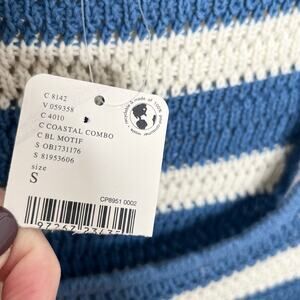 C 8142
V 059358
C 4010
C COASTAL COMBO
C BL MOTIF
S OB1731176
S 81953606
size
S
CP8951 0002